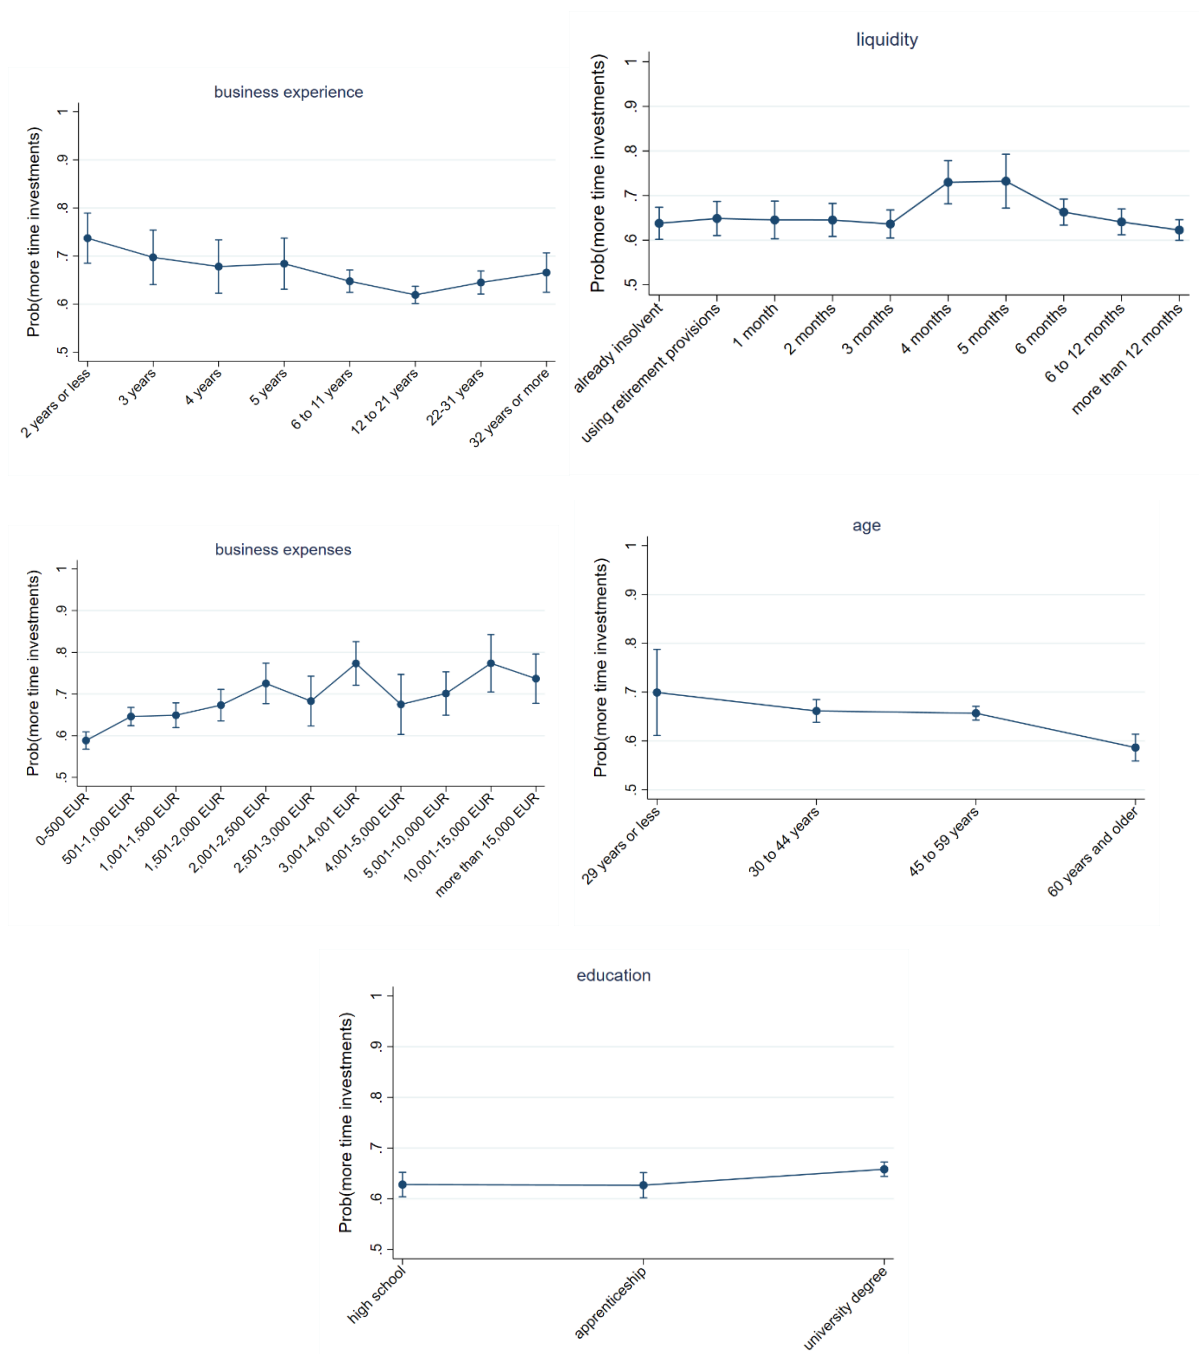 business experience
Prob(more time investments)
1
.9
.8
.7
.6
.5
2 years or less
3 years
4 years
5 years
6 to 11 years
12 to 21 years
22-31 years
32 years or more
liquidity
Prob(more time investments)
1
.9
.8
.7
.6
.5
already insolvent
using retirement provisions
1 month
2 months
3 months
4 months
5 months
6 months
6 to 12 months
more than 12 months
business expenses
Prob(more time investments)
1
.9
.8
.7
.6
.5
0-500 EUR
501-1,000 EUR
1,001-1,500 EUR
1,501-2,000 EUR
2,001-2,500 EUR
2,501-3,000 EUR
3,001-4,001 EUR
4,001-5,000 EUR
5,001-10,000 EUR
10,001-15,000 EUR
more than 15,000 EUR
age
Prob(more time investments)
1
.9
.8
.7
.6
.5
29 years or less
30 to 44 years
45 to 59 years
60 years and older
education
Prob(more time investments)
1
.9
.8
.7
.6
.5
high school
apprenticeship
university degree